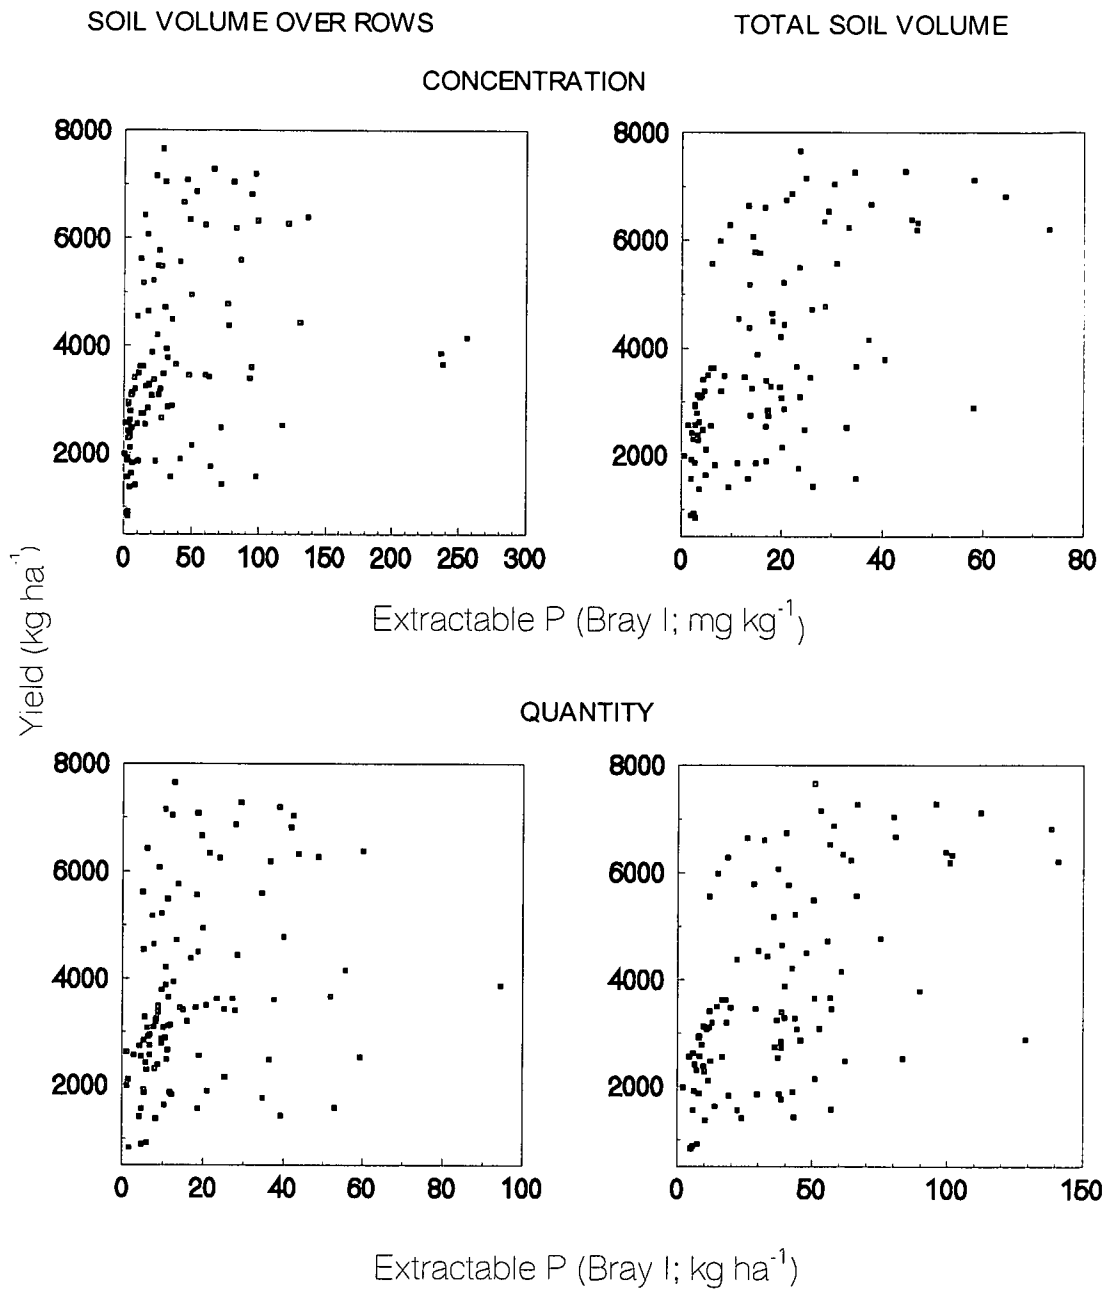 SOIL VOLUME OVER ROWS
TOTAL SOIL VOLUME
CONCENTRATION
8000
6000
4000
2000
0 50 100 150 200 250 300
8000
6000
4000
2000
0 20 40 60 80
Extractable P (Bray I; mg kg⁻¹)
Yield (kg ha⁻¹)
QUANTITY
8000
6000
4000
2000
0 20 40 60 80 100
8000
6000
4000
2000
0 50 100 150
Extractable P (Bray I; kg ha⁻¹)